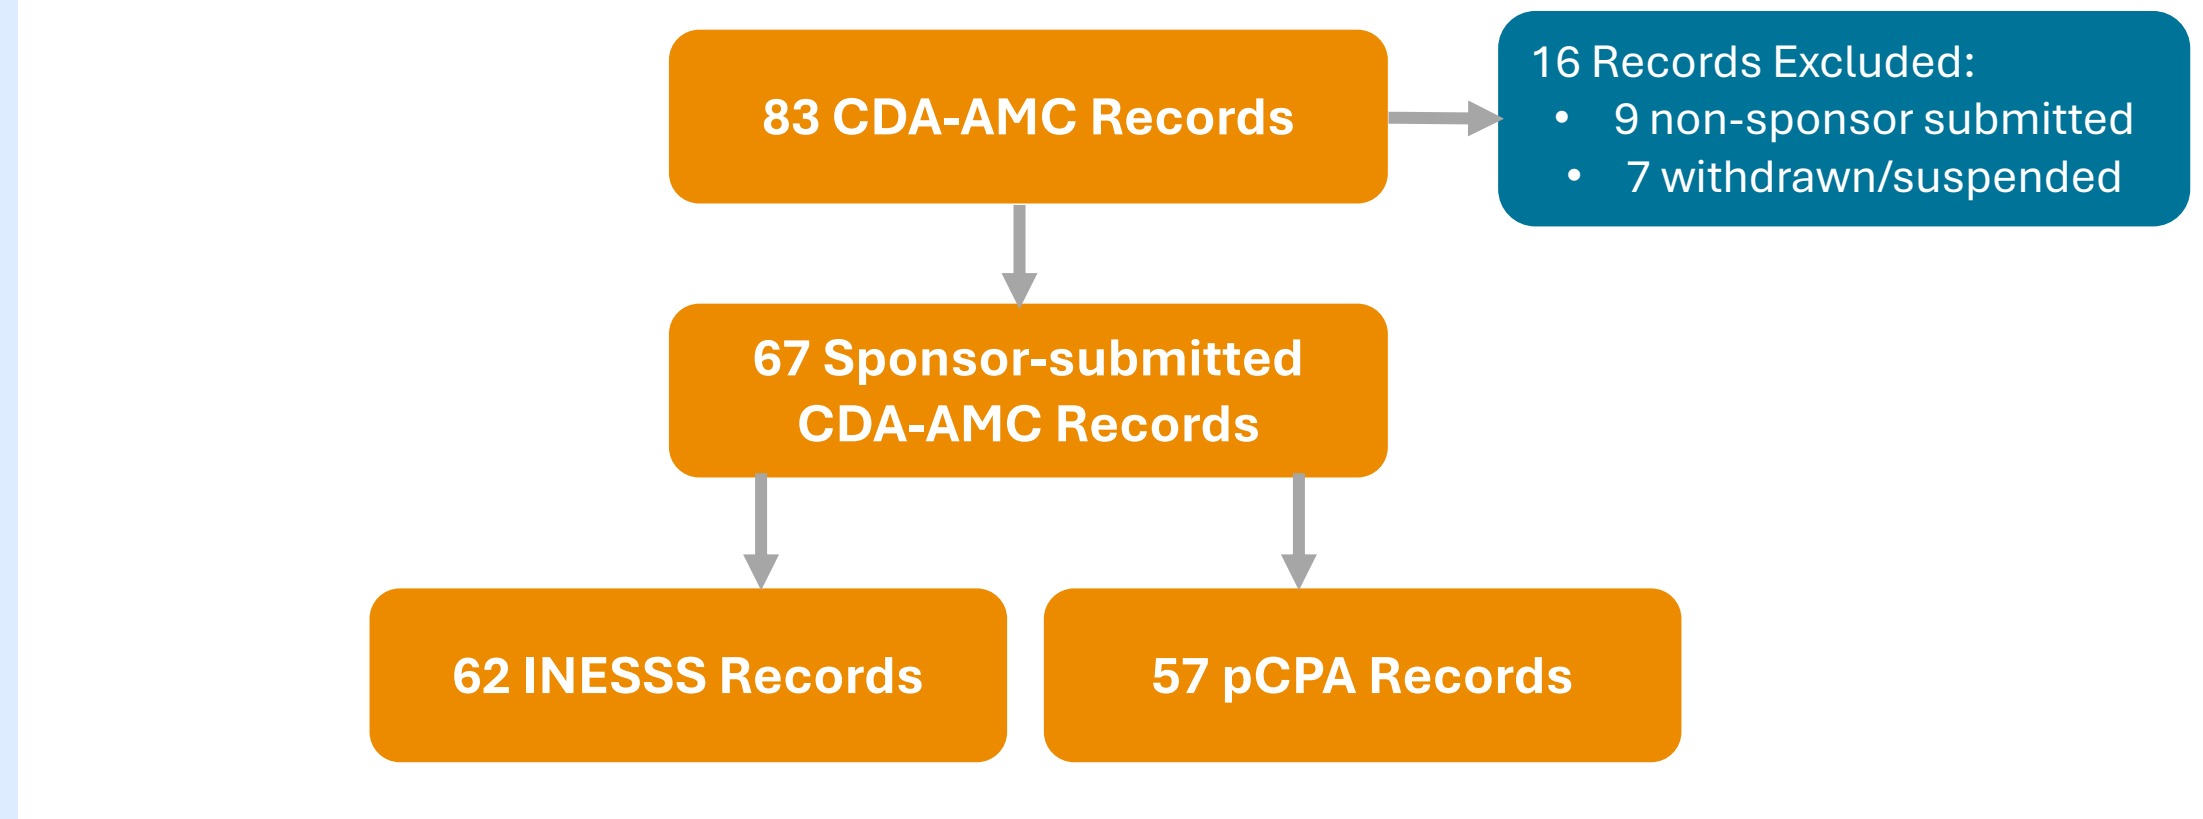 83 CDA-AMC Records
16 Records Excluded:
• 9 non-sponsor submitted
• 7 withdrawn/suspended
67 Sponsor-submitted
CDA-AMC Records
62 INESSS Records
57 pCPA Records